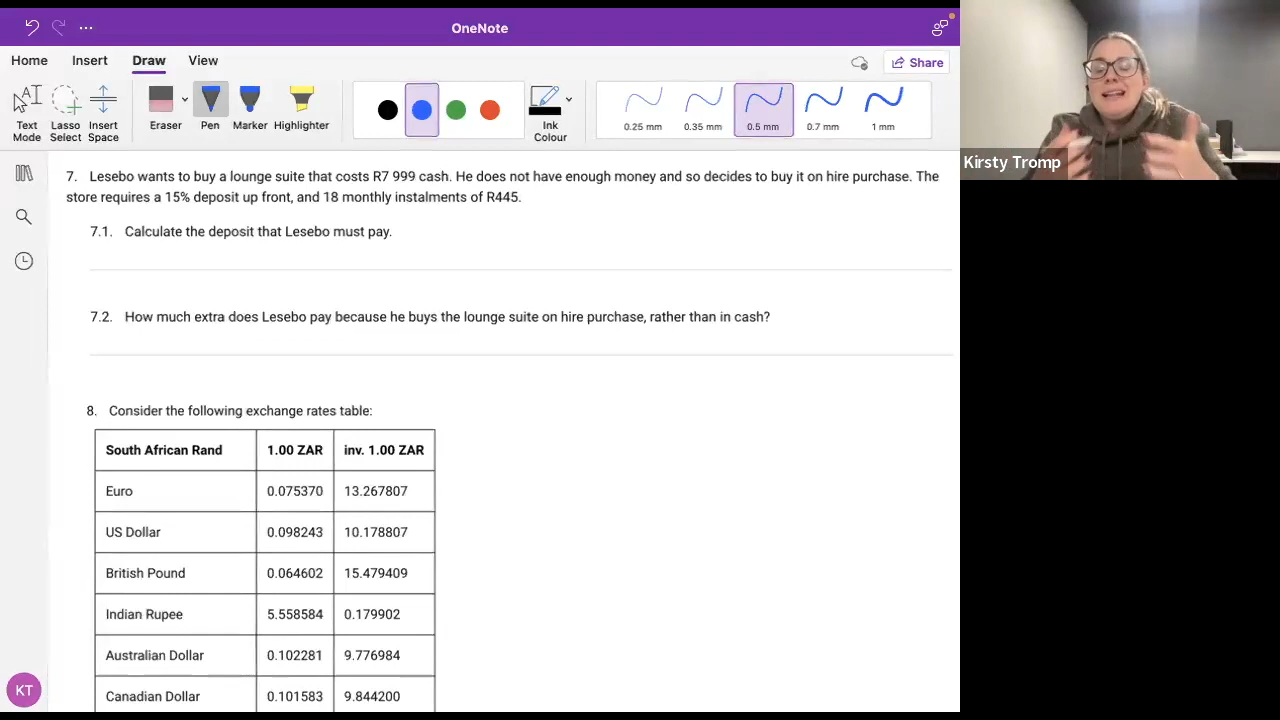 OneNote
Home Insert Draw View
Share
Text Mode
Lasso Select
Insert Space
Eraser
Pen
Marker
Highlighter
Ink Colour
0.25 mm
0.35 mm
0.5 mm
0.7 mm
1 mm
Kirsty Tromp
7. Lesebo wants to buy a lounge suite that costs R7 999 cash. He does not have enough money and so decides to buy it on hire purchase. The
store requires a 15% deposit up front, and 18 monthly instalments of R445.
7.1. Calculate the deposit that Lesebo must pay.
7.2. How much extra does Lesebo pay because he buys the lounge suite on hire purchase, rather than in cash?
8. Consider the following exchange rates table:
South African Rand 1.00 ZAR inv. 1.00 ZAR
Euro 0.075370 13.267807
US Dollar 0.098243 10.178807
British Pound 0.064602 15.479409
Indian Rupee 5.558584 0.179902
Australian Dollar 0.102281 9.776984
Canadian Dollar 0.101583 9.844200
KT